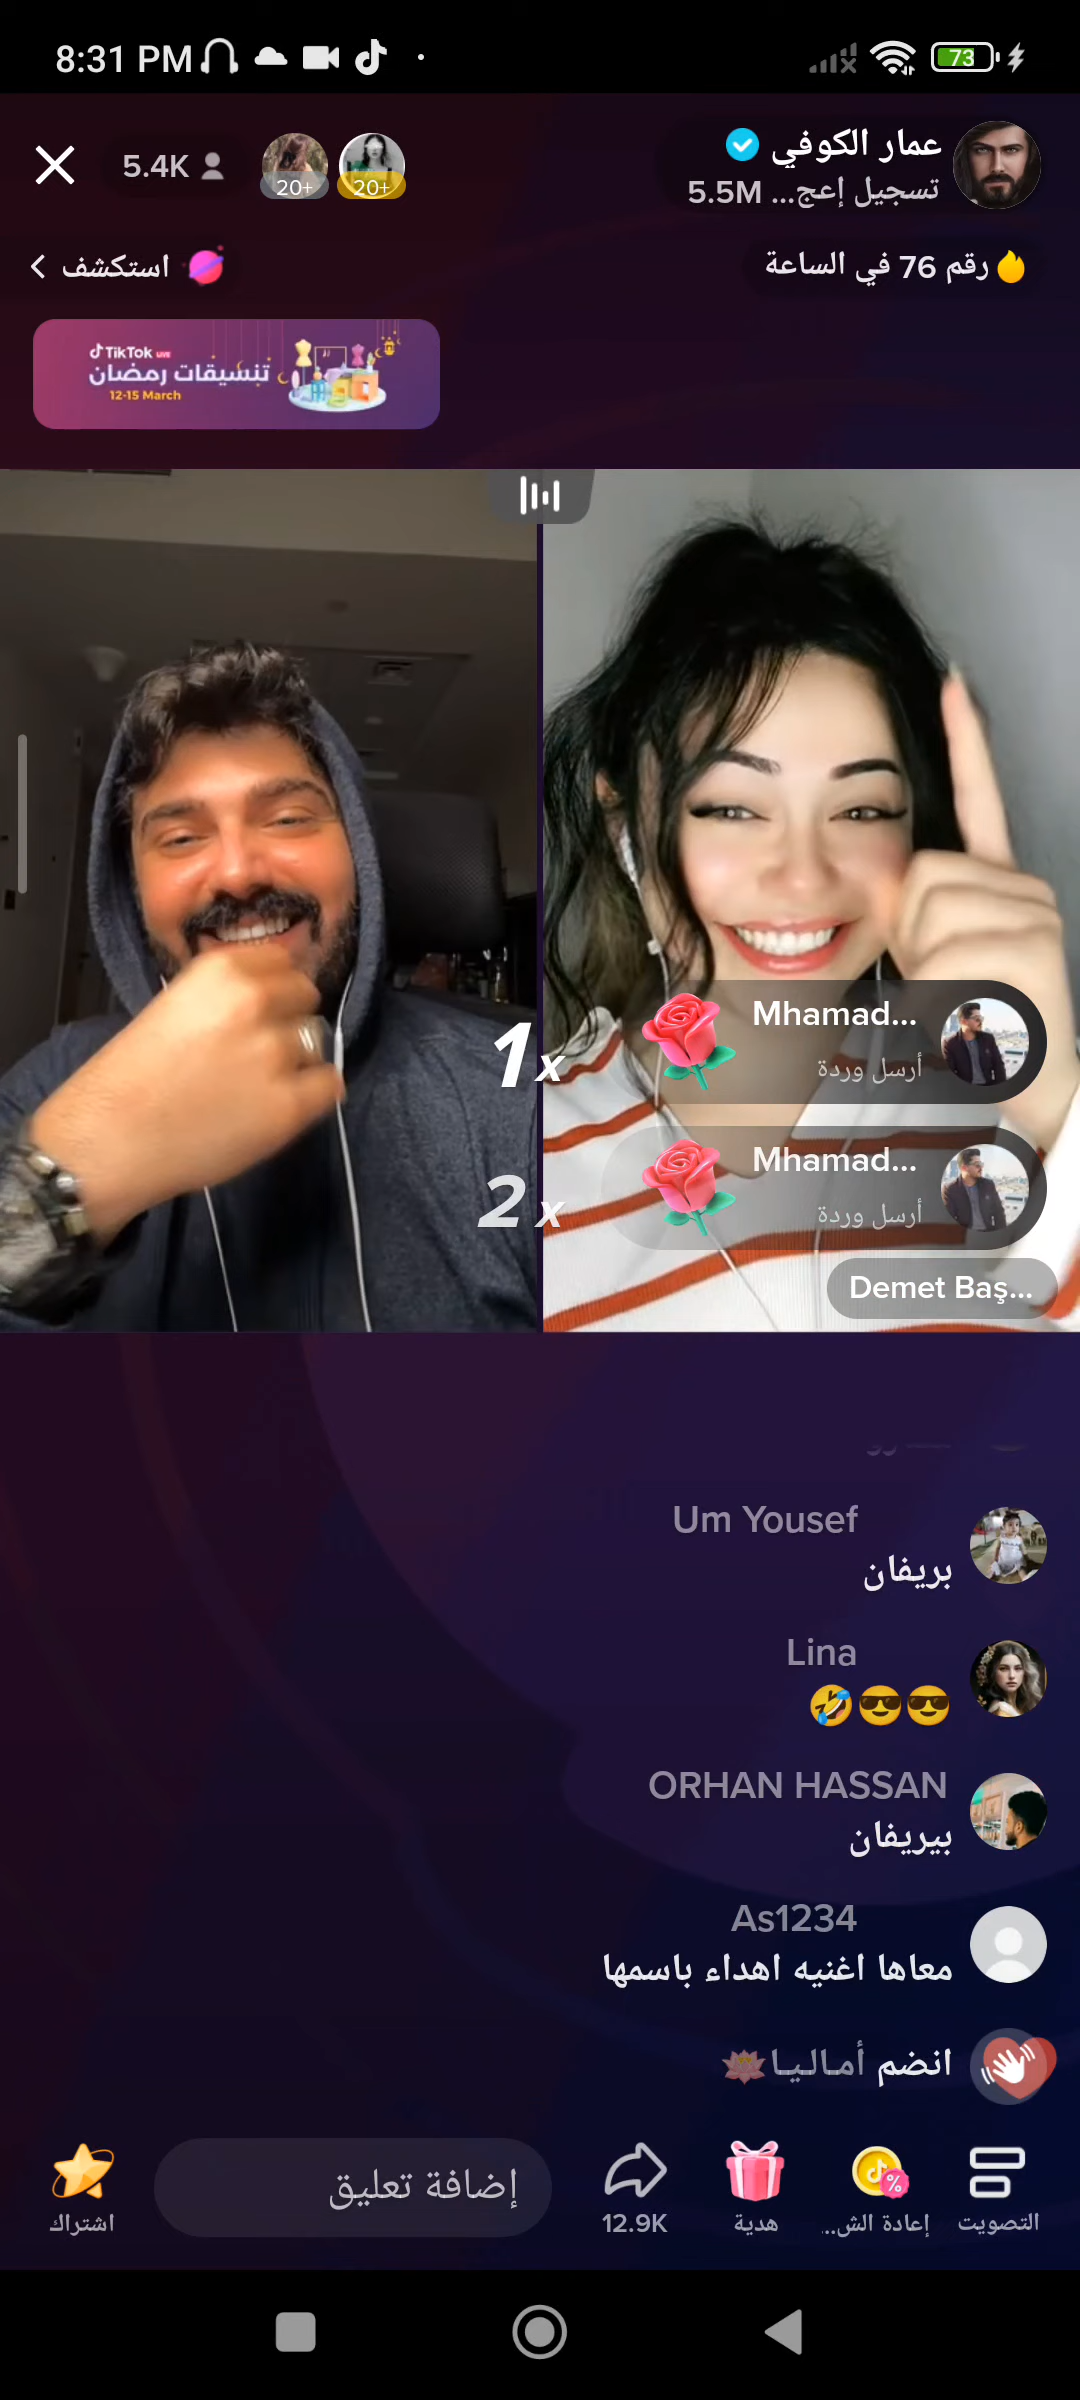 8:31 PM
73
5.4K
20+
20+
عمار الكوفي
5.5M تسجيل إعج...
استكشف
رقم 76 في الساعة
TikTok LIVE
تنسيقات رمضان
12-15 March
1x
Mhamad...
أرسل وردة
2x
Mhamad...
أرسل وردة
Demet Baş...
Um Yousef
بريفان
Lina
🤣😎😎
ORHAN HASSAN
بيريفان
As1234
معاها اغنيه اهداء باسمها
انضم أمـالـيـا🪷
اشتراك
إضافة تعليق
12.9K
هدية
إعادة الش...
التصويت